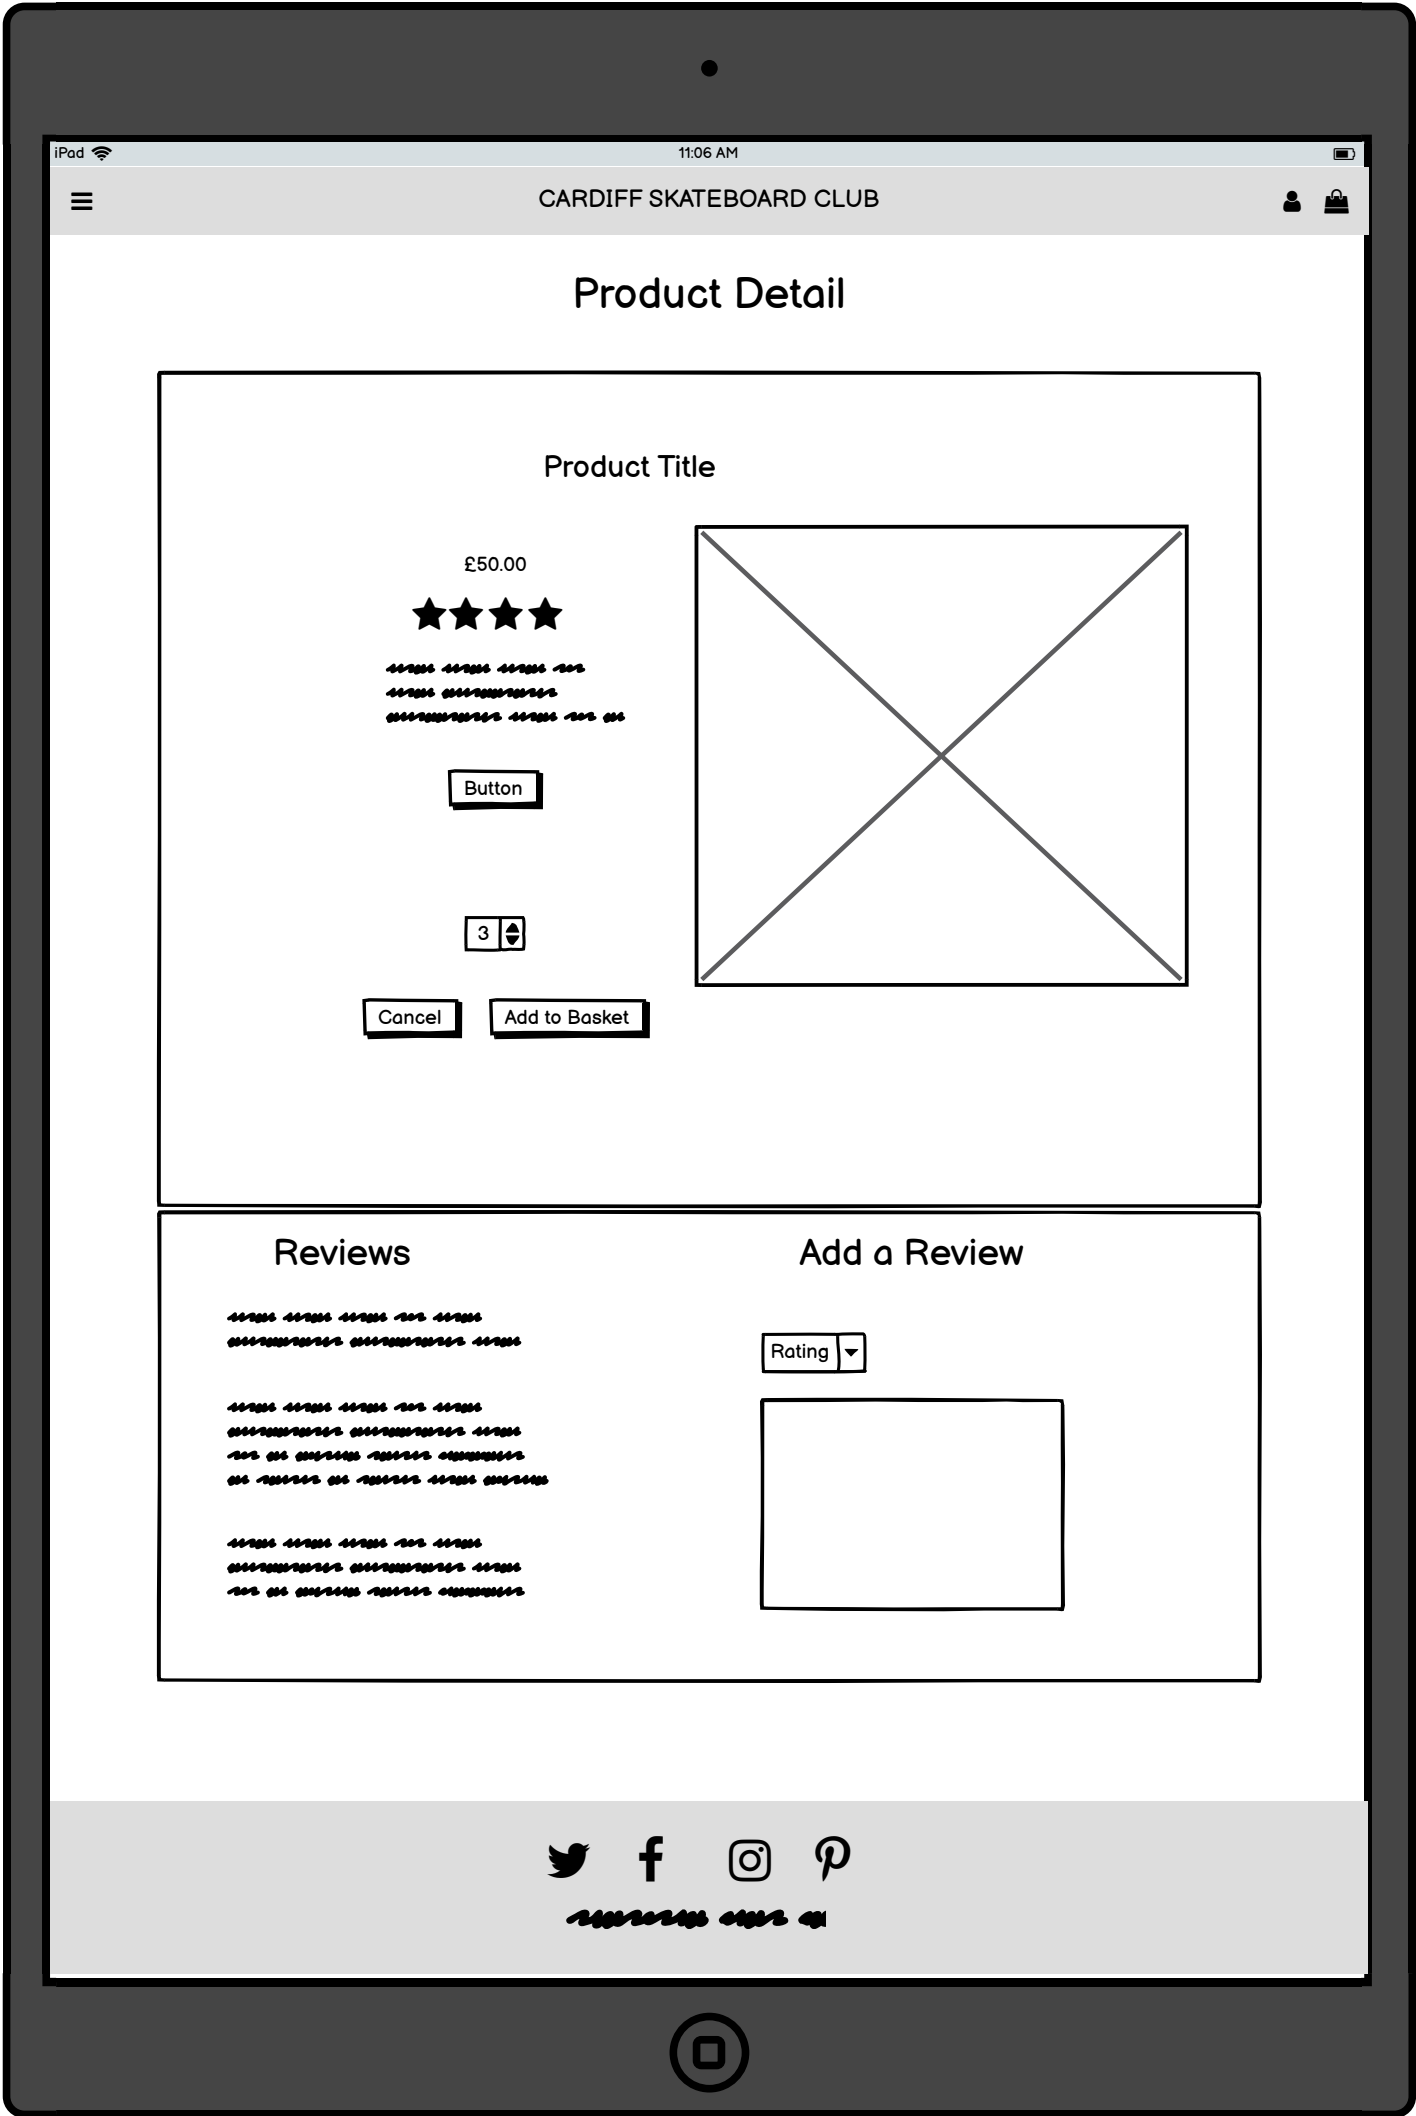 iPad
11:06 AM
CARDIFF SKATEBOARD CLUB
Product Detail
Product Title
£50.00
Button
3
Cancel
Add to Basket
Reviews
Add a Review
Rating